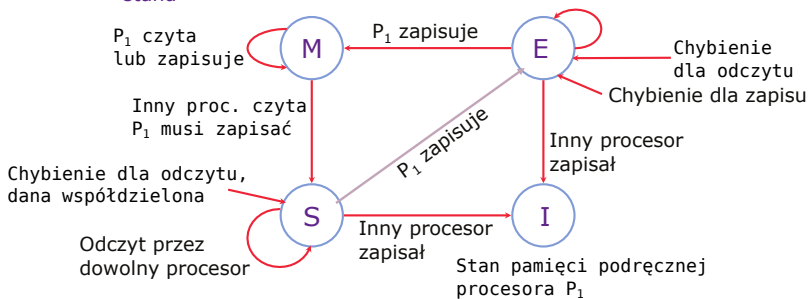 stanu
P₁ czyta
lub zapisuje
M
P₁ zapisuje
E
Chybienie
dla odczytu
Chybienie dla zapisu
Inny proc. czyta
P₁ musi zapisać
P₁ zapisuje
Inny procesor
zapisał
Chybienie dla odczytu,
dana współdzielona
S
I
Odczyt przez
dowolny procesor
Inny procesor
zapisał
Stan pamięci podręcznej
procesora P₁